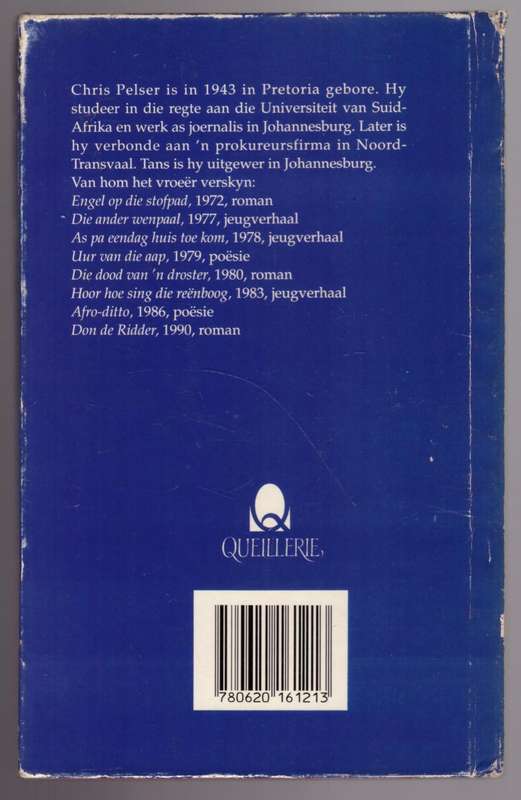 Chris Pelser is in 1943 in Pretoria gebore. Hy
studeer in die regte aan die Universiteit van Suid-
Afrika en werk as joernalis in Johannesburg. Later is
hy verbonde aan 'n prokureursfirma in Noord-
Transvaal. Tans is hy uitgewer in Johannesburg.
Van hom het vroeër verskyn:
Engel op die stofpad, 1972, roman
Die ander wenpaal, 1977, jeugverhaal
As pa eendag huis toe kom, 1978, jeugverhaal
Uur van die aap, 1979, poësie
Die dood van 'n droster, 1980, roman
Hoor hoe sing die reënboog, 1983, jeugverhaal
Afro-ditto, 1986, poësie
Don de Ridder, 1990, roman
QUEILLERIE
780620 161213